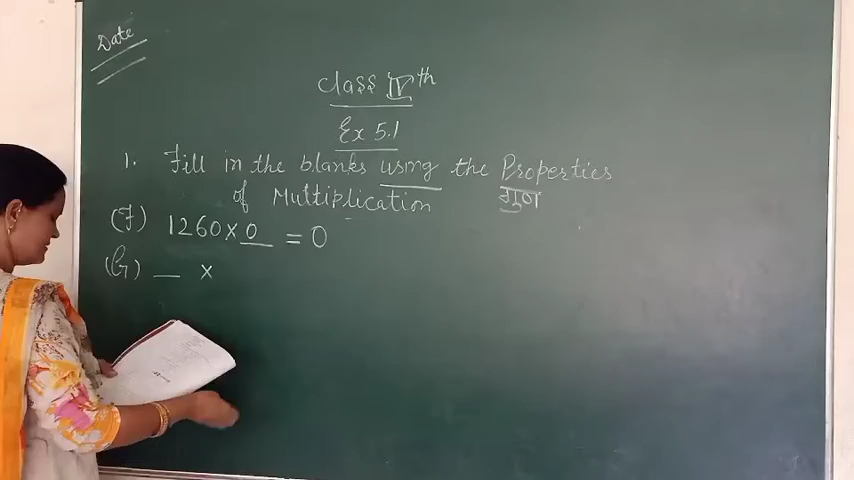 Date
Class IVth
Ex 5.1
1. Fill in the blanks using the Properties
of Multiplication गुण
(F) 1260 x 0 = 0
(G) __ x